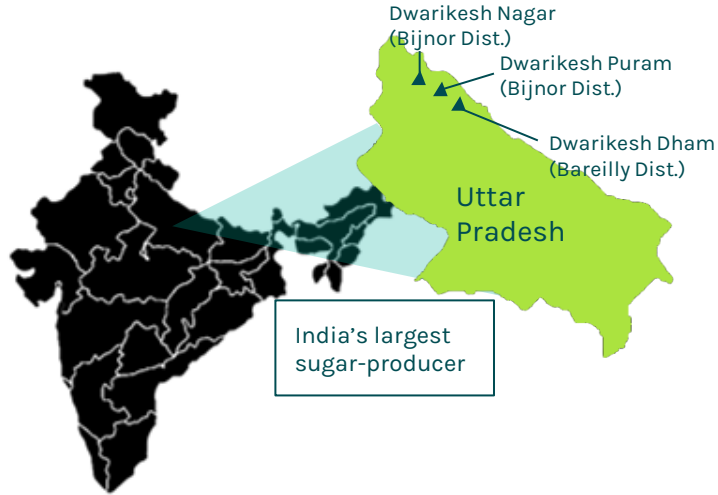 Dwarikesh Nagar
(Bijnor Dist.)
Dwarikesh Puram
(Bijnor Dist.)
Dwarikesh Dham
(Bareilly Dist.)
Uttar
Pradesh
India’s largest
sugar-producer